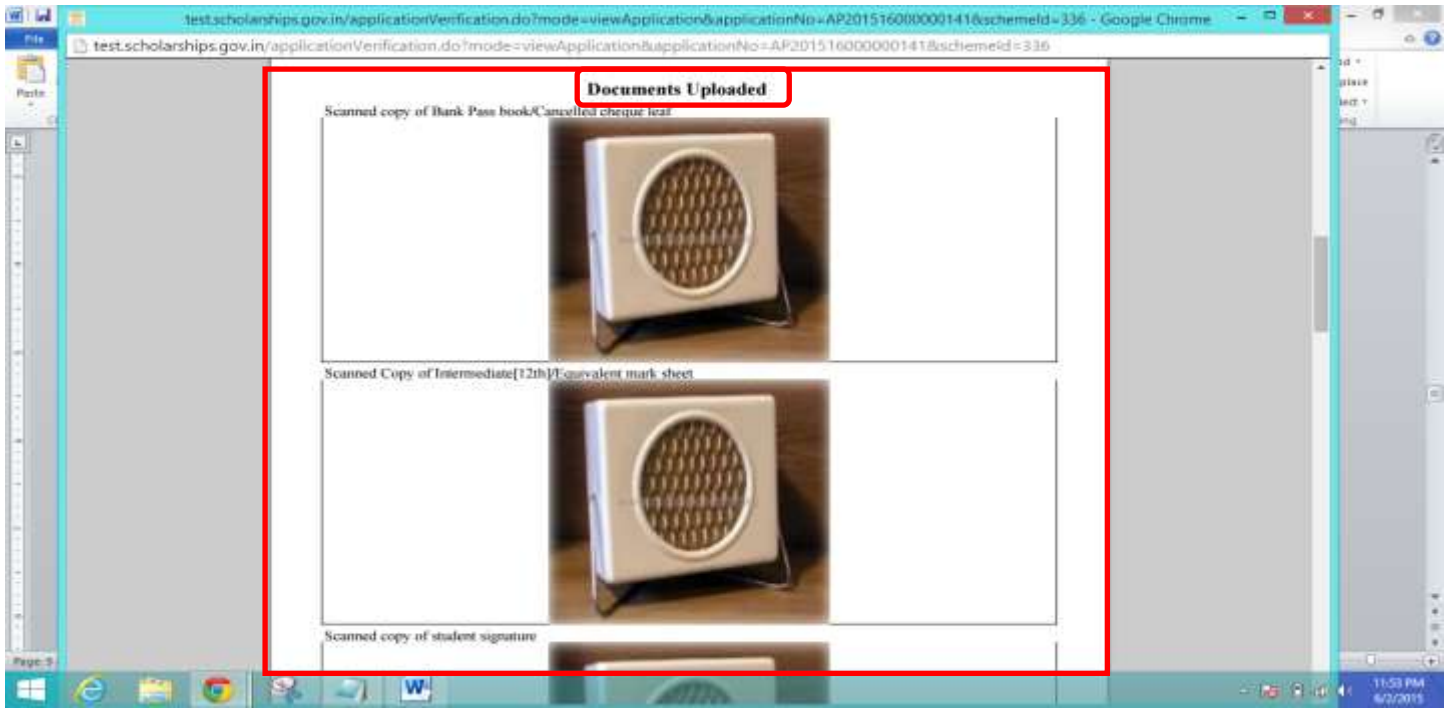 test.scholarships.gov.in/applicationVerification.do?mode=viewApplication&applicationNo=AP201516000000141&schemeId=336 - Google Chrome
File
test.scholarships.gov.in/applicationVerification.do?mode=viewApplication&applicationNo=AP201516000000141&schemeId=336
Paste
Documents Uploaded
Scanned copy of Bank Pass book/Cancelled cheque leaf
Scanned Copy of Intermediate[12th]/Equivalent mark sheet
Scanned copy of student signature
Page: 5
11:53 PM
6/2/2015